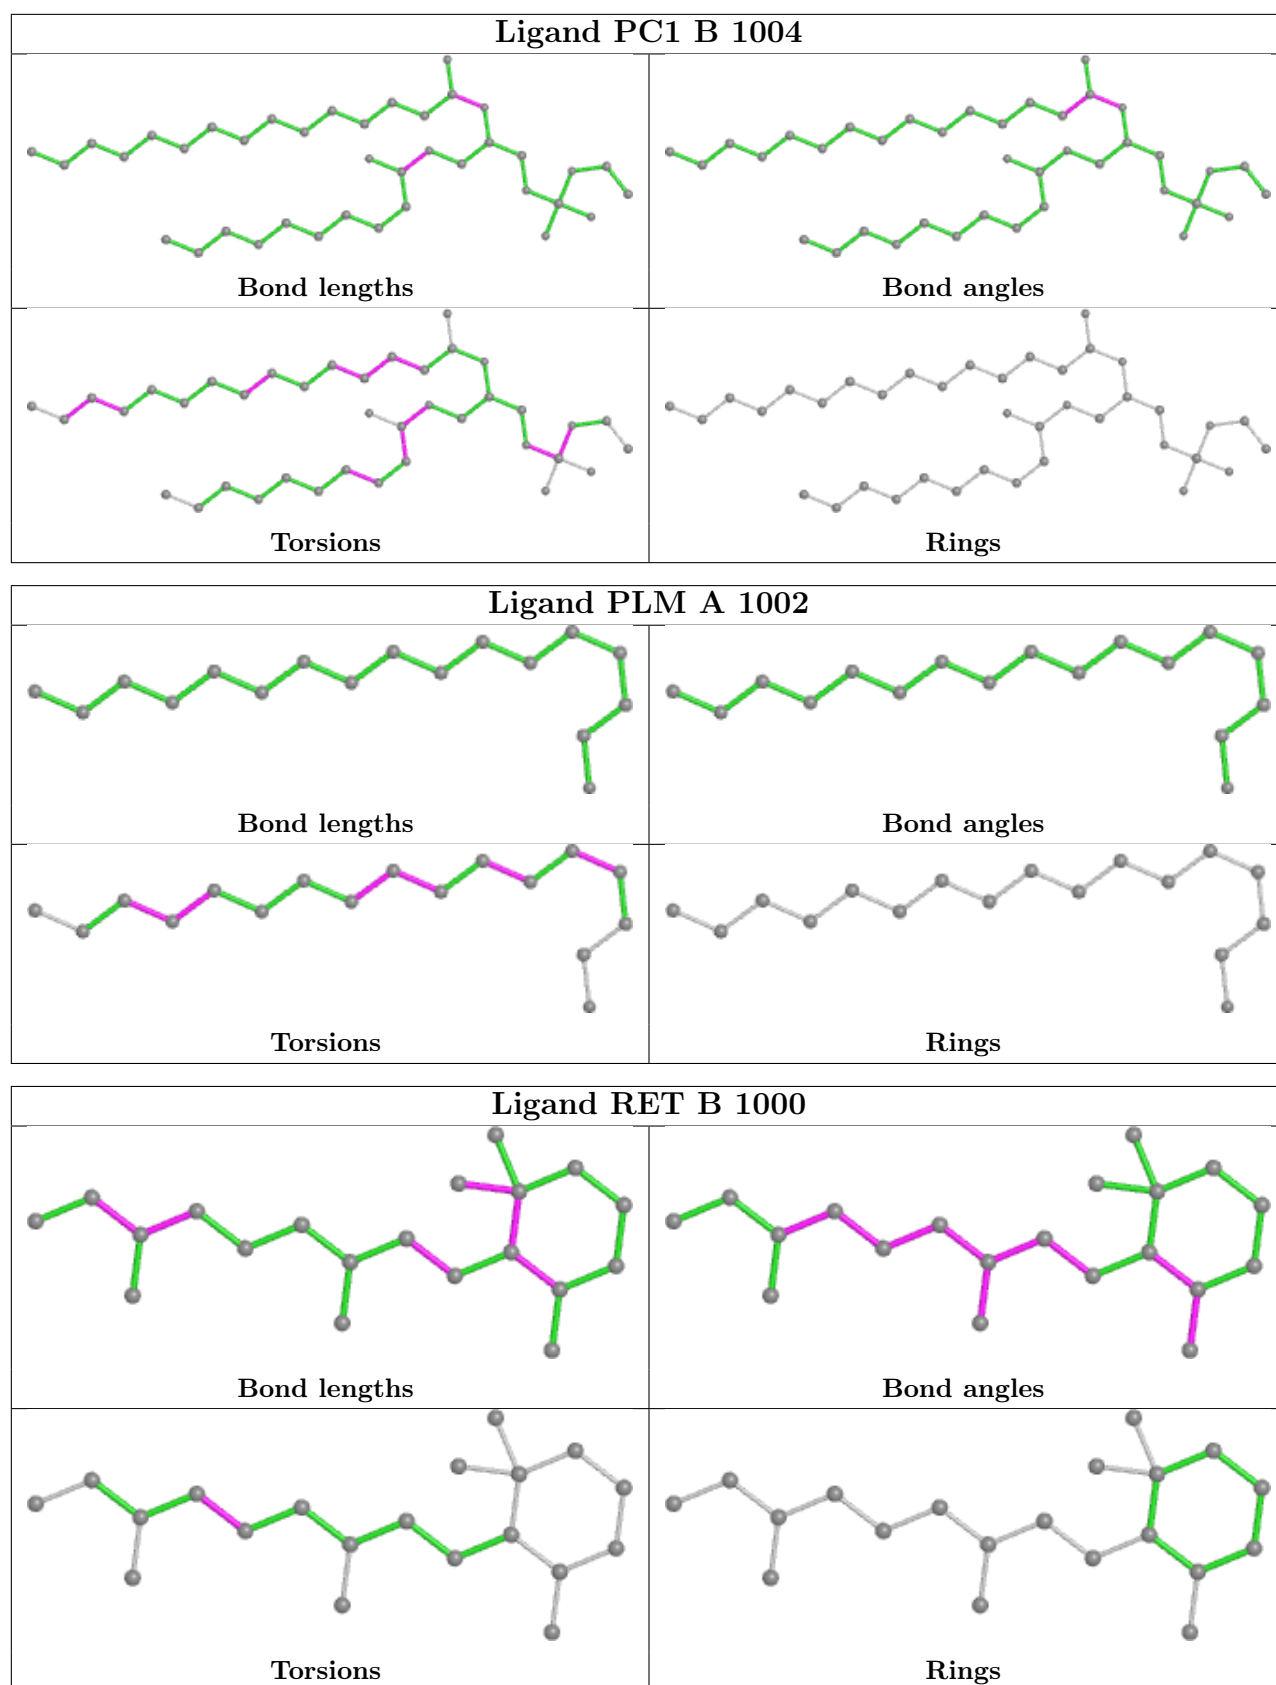 Ligand PC1 B 1004
Bond lengths
Bond angles
Torsions
Rings
Ligand PLM A 1002
Bond lengths
Bond angles
Torsions
Rings
Ligand RET B 1000
Bond lengths
Bond angles
Torsions
Rings